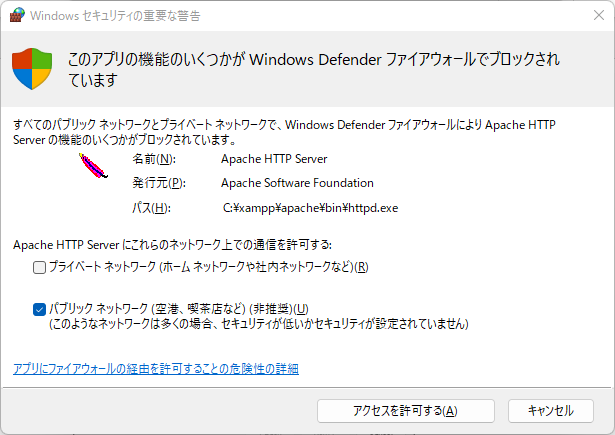 Windows セキュリティの重要な警告
このアプリの機能のいくつかが Windows Defender ファイアウォールでブロックされ
ています
すべてのパブリック ネットワークとプライベート ネットワークで、Windows Defender ファイアウォールにより Apache HTTP
Server の機能のいくつかがブロックされています。
名前(N): Apache HTTP Server
発行元(P): Apache Software Foundation
パス(H): C:¥xampp¥apache¥bin¥httpd.exe
Apache HTTP Server にこれらのネットワーク上での通信を許可する:
プライベート ネットワーク (ホーム ネットワークや社内ネットワークなど)(R)
パブリック ネットワーク (空港、喫茶店など) (非推奨)(U)
(このようなネットワークは多くの場合、セキュリティが低いかセキュリティが設定されていません)
アプリにファイアウォールの経由を許可することの危険性の詳細
アクセスを許可する(A) キャンセル